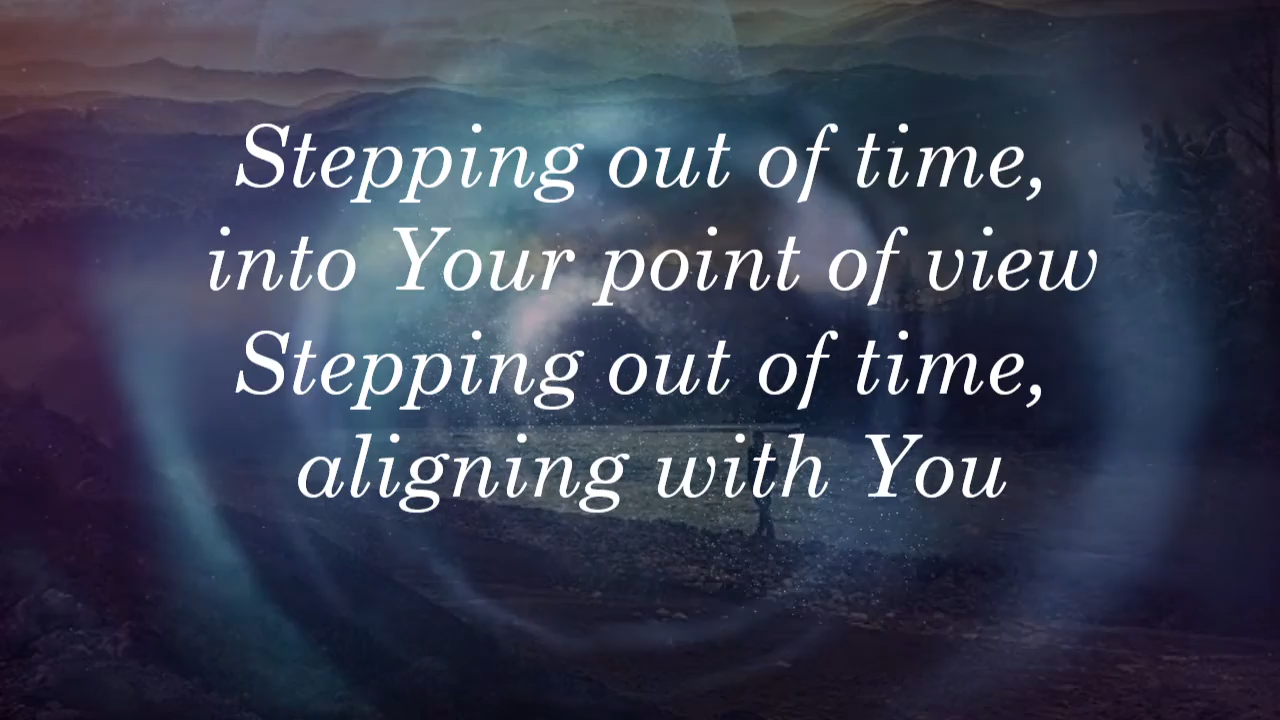 Stepping out of time,
into Your point of view
Stepping out of time,
aligning with You